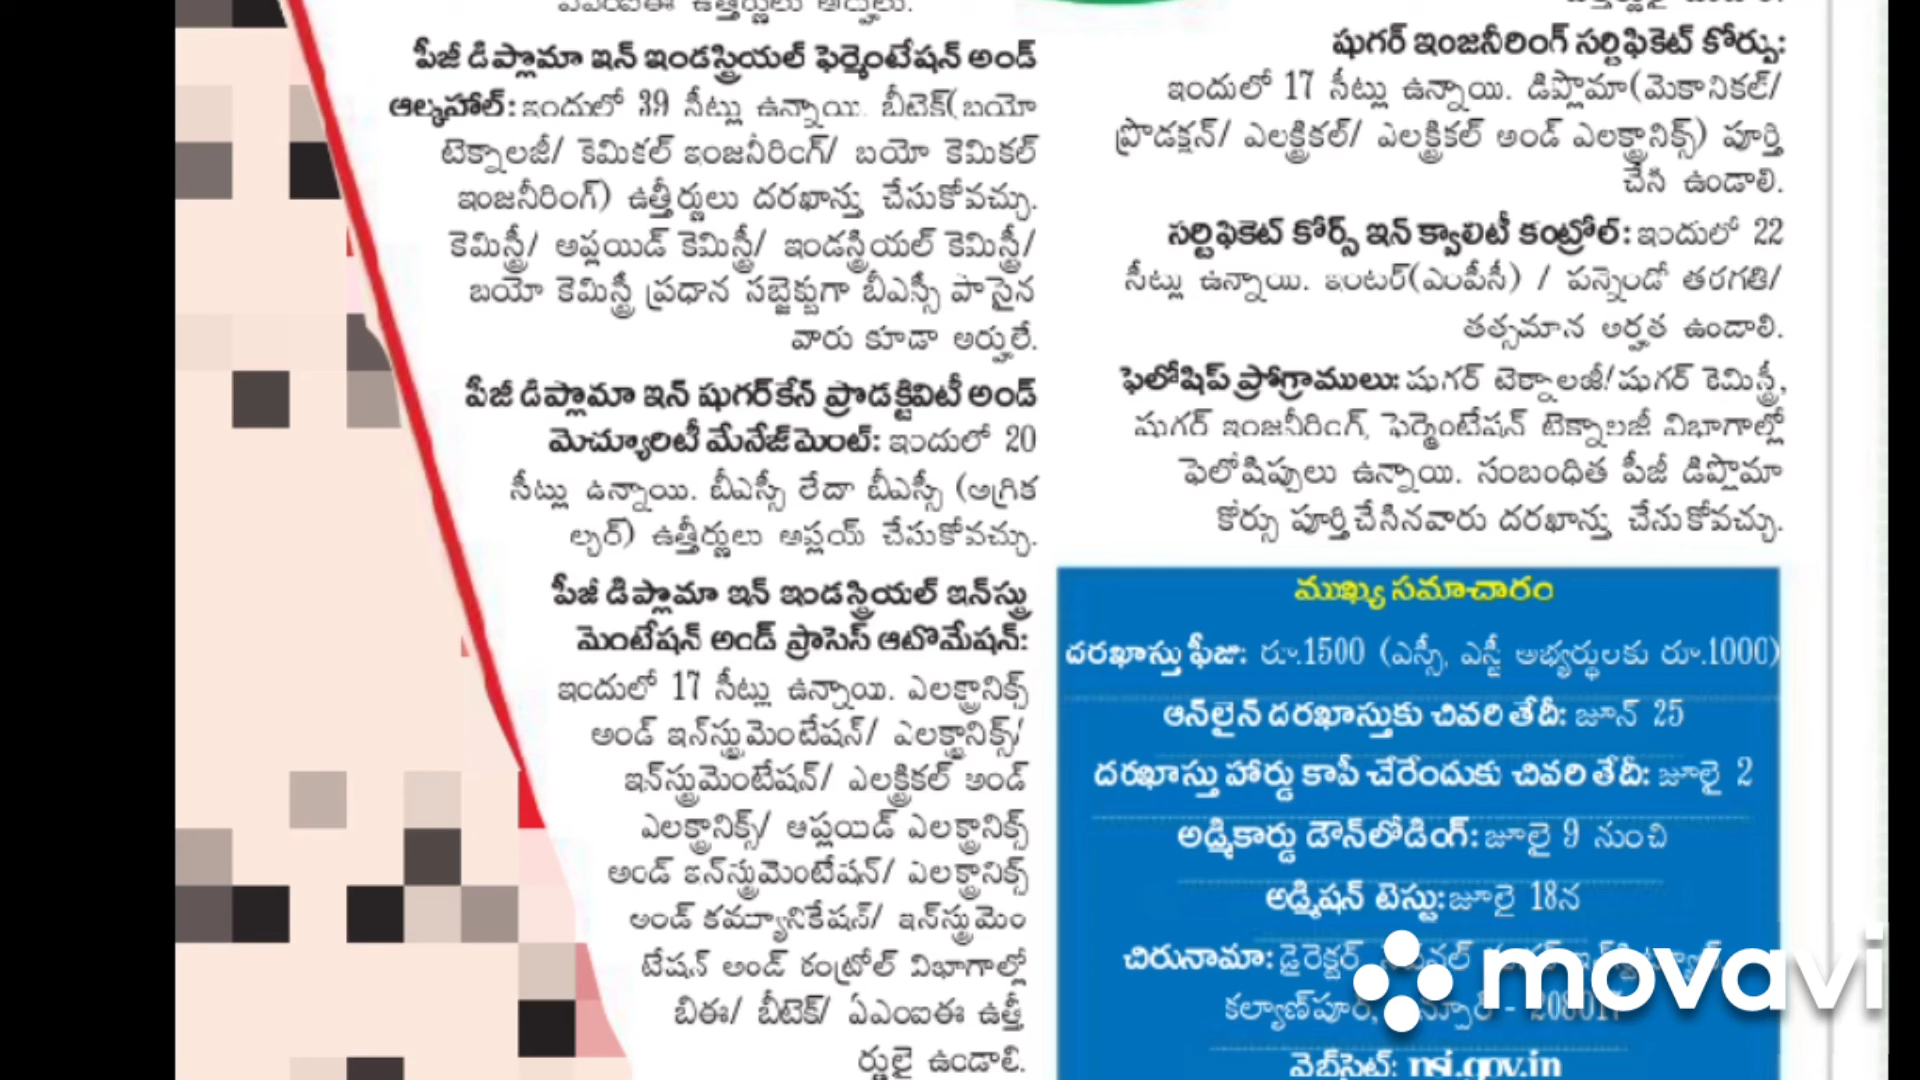 ఏఎంఐఈ ఉత్తీర్ణులు అర్హులు.
పీజీ డిప్లొమా ఇన్ ఇండస్ట్రియల్ ఫెర్మెంటేషన్ అండ్
ఆల్కహాల్: ఇందులో 39 సీట్లు ఉన్నాయి. బీటెక్(బయో
టెక్నాలజీ/ కెమికల్ ఇంజనీరింగ్/ బయో కెమికల్
ఇంజనీరింగ్) ఉత్తీర్ణులు దరఖాస్తు చేసుకోవచ్చు.
కెమిస్ట్రీ/ అప్లయిడ్ కెమిస్ట్రీ/ ఇండస్ట్రియల్ కెమిస్ట్రీ/
బయో కెమిస్ట్రీ ప్రధాన సబ్జెక్టుగా బీఎస్సీ పాసైన
వారు కూడా అర్హులే.
పీజీ డిప్లొమా ఇన్ షుగర్‌కేన్ ప్రొడక్టివిటీ అండ్
మెచ్యూరిటీ మేనేజ్‌మెంట్: ఇందులో 20
సీట్లు ఉన్నాయి. బీఎస్సీ లేదా బీఎస్సీ (అగ్రిక
ల్చర్) ఉత్తీర్ణులు అప్లయ్ చేసుకోవచ్చు.
పీజీ డిప్లొమా ఇన్ ఇండస్ట్రియల్ ఇన్‌స్ట్రు
మెంటేషన్ అండ్ ప్రాసెస్ ఆటొమేషన్:
ఇందులో 17 సీట్లు ఉన్నాయి. ఎలక్ట్రానిక్స్
అండ్ ఇన్‌స్ట్రుమెంటేషన్/ ఎలక్ట్రానిక్స్/
ఇన్‌స్ట్రుమెంటేషన్/ ఎలక్ట్రికల్ అండ్
ఎలక్ట్రానిక్స్/ అప్లయిడ్ ఎలక్ట్రానిక్స్
అండ్ ఇన్‌స్ట్రుమెంటేషన్/ ఎలక్ట్రానిక్స్
అండ్ కమ్యూనికేషన్/ ఇన్‌స్ట్రుమెం
టేషన్ అండ్ కంట్రోల్ విభాగాల్లో
బిఈ/ బీటెక్/ ఏఎంఐఈ ఉత్తీ
ర్ణులై ఉండాలి.
షుగర్ ఇంజనీరింగ్ సర్టిఫికెట్ కోర్సు:
ఇందులో 17 సీట్లు ఉన్నాయి. డిప్లొమా(మెకానికల్/
ప్రొడక్షన్/ ఎలక్ట్రికల్/ ఎలక్ట్రికల్ అండ్ ఎలక్ట్రానిక్స్) పూర్తి
చేసి ఉండాలి.
సర్టిఫికెట్ కోర్స్ ఇన్ క్వాలిటీ కంట్రోల్: ఇందులో 22
సీట్లు ఉన్నాయి. ఇంటర్(ఎంపీసీ) / పన్నెండో తరగతి/
తత్సమాన అర్హత ఉండాలి.
ఫెలోషిప్ ప్రోగ్రాములు: షుగర్ టెక్నాలజీ/షుగర్ కెమిస్ట్రీ,
షుగర్ ఇంజనీరింగ్, ఫెర్మెంటేషన్ టెక్నాలజీ విభాగాల్లో
ఫెలోషిప్పులు ఉన్నాయి. సంబంధిత పీజీ డిప్లొమా
కోర్సు పూర్తిచేసినవారు దరఖాస్తు చేసుకోవచ్చు.
ముఖ్య సమాచారం
దరఖాస్తు ఫీజు: రూ.1500 (ఎస్సీ, ఎస్టీ అభ్యర్థులకు రూ.1000)
ఆన్‌లైన్ దరఖాస్తుకు చివరి తేదీ: జూన్ 25
దరఖాస్తు హార్డు కాపీ చేరేందుకు చివరి తేదీ: జూలై 2
అడ్మికార్డు డౌన్‌లోడింగ్: జూలై 9 నుంచి
అడ్మిషన్ టెస్టు: జూలై 18న
చిరునామా: డైరెక్టర్,
కల్యాణ్‌పూర్,
వెబ్‌సైట్: nsi.gov.in
movavi